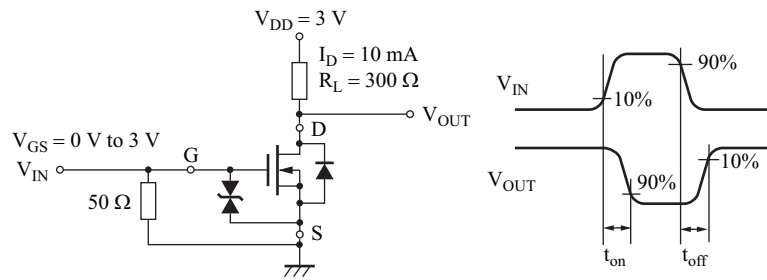 V_DD = 3 V
I_D = 10 mA
R_L = 300 Ω
V_OUT
D
V_GS = 0 V to 3 V
V_IN
G
50 Ω
S
V_IN
90%
10%
V_OUT
90%
10%
t_on
t_off